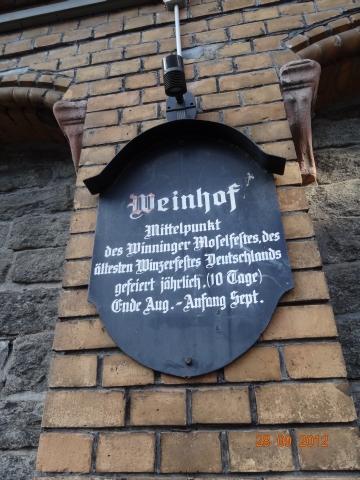 Weinhof
Mittelpunkt
des Winninger Moselfestes, des
ältesten Winzerfestes Deutschlands
gefeiert jährlich. (10 Tage)
Ende Aug. - Anfang Sept.
25 09 2012